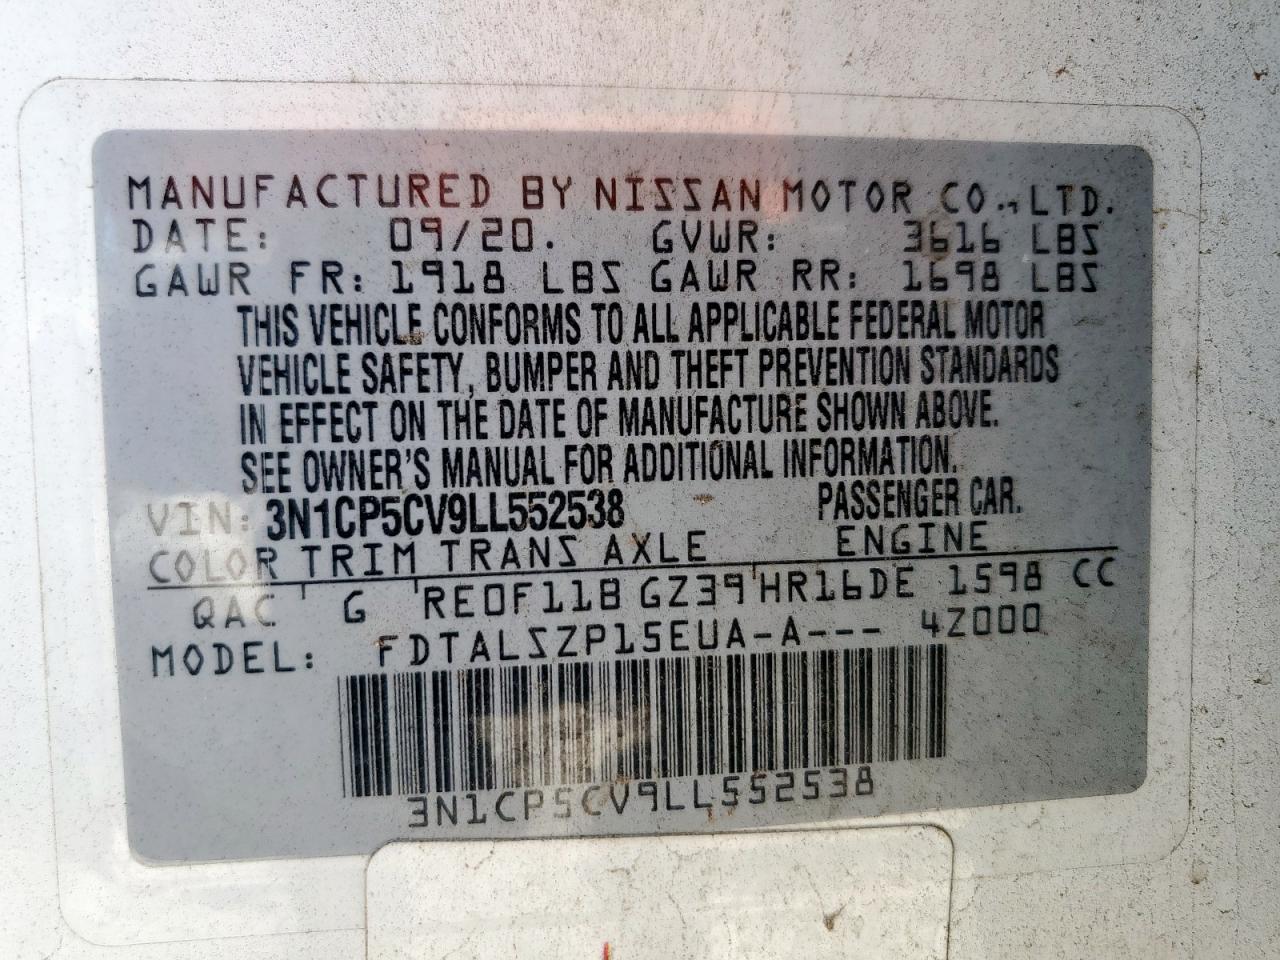 MANUFACTURED BY NISSAN MOTOR CO., LTD.
DATE: 09/20. GVWR: 3616 LBS
GAWR FR: 1918 LBS GAWR RR: 1698 LBS
THIS VEHICLE CONFORMS TO ALL APPLICABLE FEDERAL MOTOR
VEHICLE SAFETY, BUMPER AND THEFT PREVENTION STANDARDS
IN EFFECT ON THE DATE OF MANUFACTURE SHOWN ABOVE.
SEE OWNER'S MANUAL FOR ADDITIONAL INFORMATION.
VIN: 3N1CP5CV9LL552538 PASSENGER CAR.
COLOR TRIM TRANS AXLE ENGINE
QAC G RE0F11B GZ39 HR16DE 1598 CC
MODEL: FDTALSZP15EUA-A--- 4Z000
3N1CP5CV9LL552538